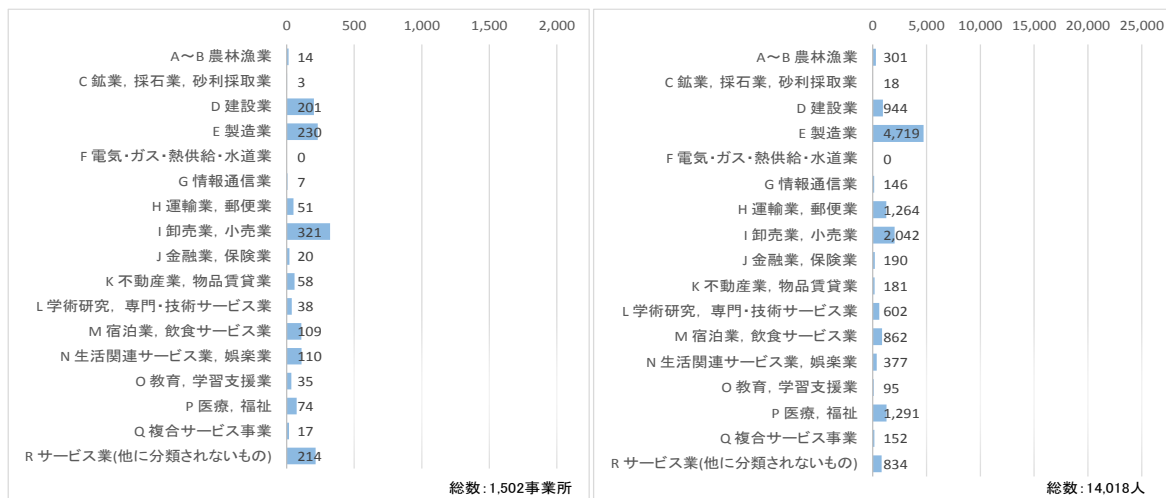 0 500 1,000 1,500 2,000
A～B 農林漁業 14
C 鉱業，採石業，砂利採取業 3
D 建設業 201
E 製造業 230
F 電気・ガス・熱供給・水道業 0
G 情報通信業 7
H 運輸業，郵便業 51
I 卸売業，小売業 321
J 金融業，保険業 20
K 不動産業，物品賃貸業 58
L 学術研究，専門・技術サービス業 38
M 宿泊業，飲食サービス業 109
N 生活関連サービス業，娯楽業 110
O 教育，学習支援業 35
P 医療，福祉 74
Q 複合サービス事業 17
R サービス業(他に分類されないもの) 214
総数：1,502事業所
0 5,000 10,000 15,000 20,000 25,000
A～B 農林漁業 301
C 鉱業，採石業，砂利採取業 18
D 建設業 944
E 製造業 4,719
F 電気・ガス・熱供給・水道業 0
G 情報通信業 146
H 運輸業，郵便業 1,264
I 卸売業，小売業 2,042
J 金融業，保険業 190
K 不動産業，物品賃貸業 181
L 学術研究，専門・技術サービス業 602
M 宿泊業，飲食サービス業 862
N 生活関連サービス業，娯楽業 377
O 教育，学習支援業 95
P 医療，福祉 1,291
Q 複合サービス事業 152
R サービス業(他に分類されないもの) 834
総数：14,018人